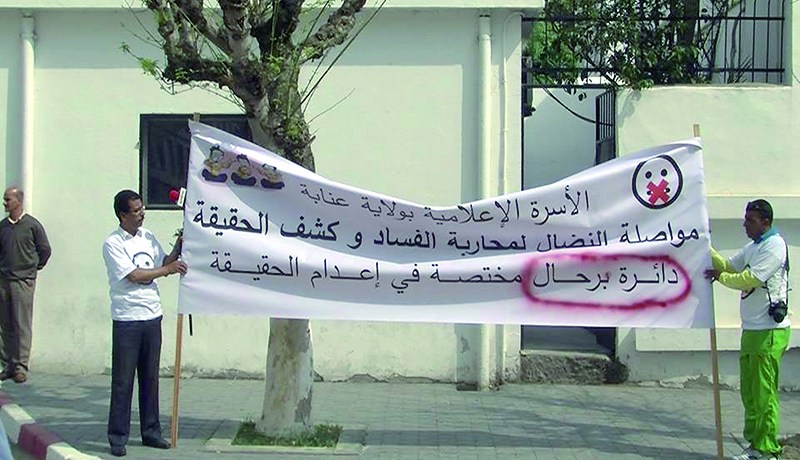 الأسرة الإعلامية بولاية عنابة
مواصلة النضال لمحاربة الفساد و كشف الحقيقة
دائرة برحال مختصة في إعدام الحقيقة